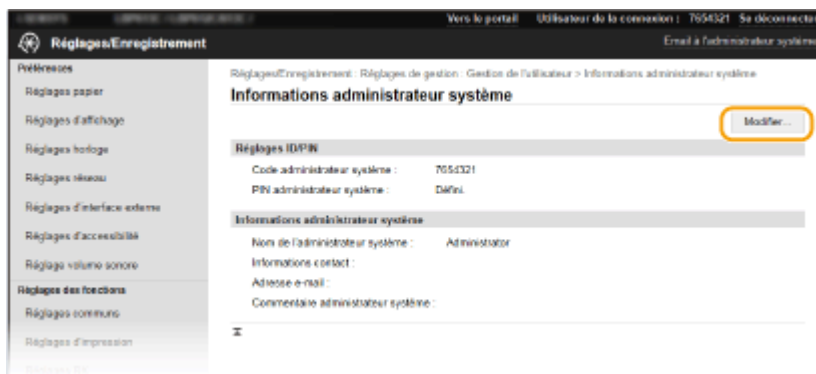 Vers le portail Utilisateur de la connexion : 7654321 Se déconnecter
Réglages/Enregistrement
Email à l'administrateur système
Préférences
Réglages papier
Réglages d'affichage
Réglages horloge
Réglages réseau
Réglages d'interface externe
Réglages d'accessibilité
Réglage volume sonore
Réglages des fonctions
Réglages communs
Réglages d'impression
Réglages/Enregistrement : Réglages de gestion : Gestion de l'utilisateur > Informations administrateur système
Informations administrateur système
Modifier...
Réglages ID/PIN
Code administrateur système : 7654321
PIN administrateur système : Défini.
Informations administrateur système
Nom de l'administrateur système : Administrator
Informations contact :
Adresse e-mail :
Commentaire administrateur système :